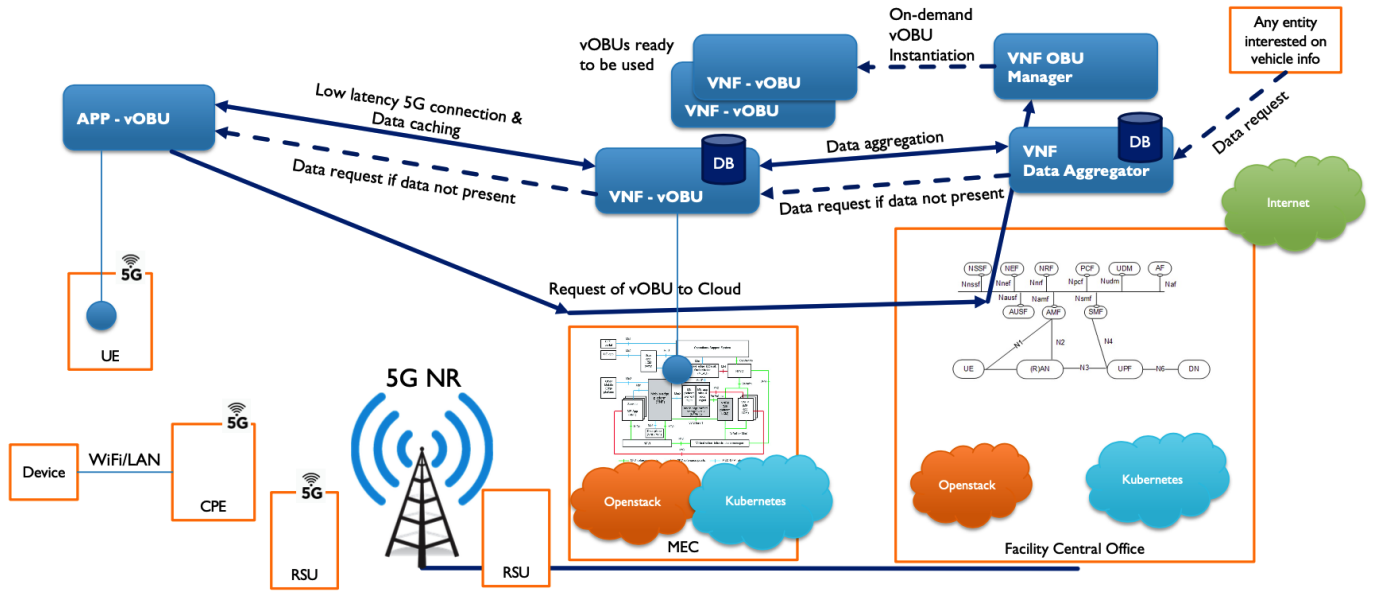 On-demand
vOBU
Instantiation
Any entity
interested on
vehicle info
vOBUs ready
to be used
VNF - vOBU
VNF - vOBU
VNF OBU
Manager
APP - vOBU
Low latency 5G connection &
Data caching
Data request if data not present
DB
VNF - vOBU
Data aggregation
Data request if data not present
DB
VNF
Data Aggregator
Data request
Internet
5G
UE
Request of vOBU to Cloud
NSSF
NEF
NRF
PCF
UDM
AF
Nnssf
Nnef
Nnrf
Npcf
Nudm
Naf
Nausf
Namf
Nsmf
AUSF
AMF
SMF
N1
N2
N4
UE
(R)AN
N3
UPF
N6
DN
5G NR
5G
Device
WiFi/LAN
CPE
5G
RSU
RSU
Openstack
Kubernetes
MEC
Openstack
Kubernetes
Facility Central Office